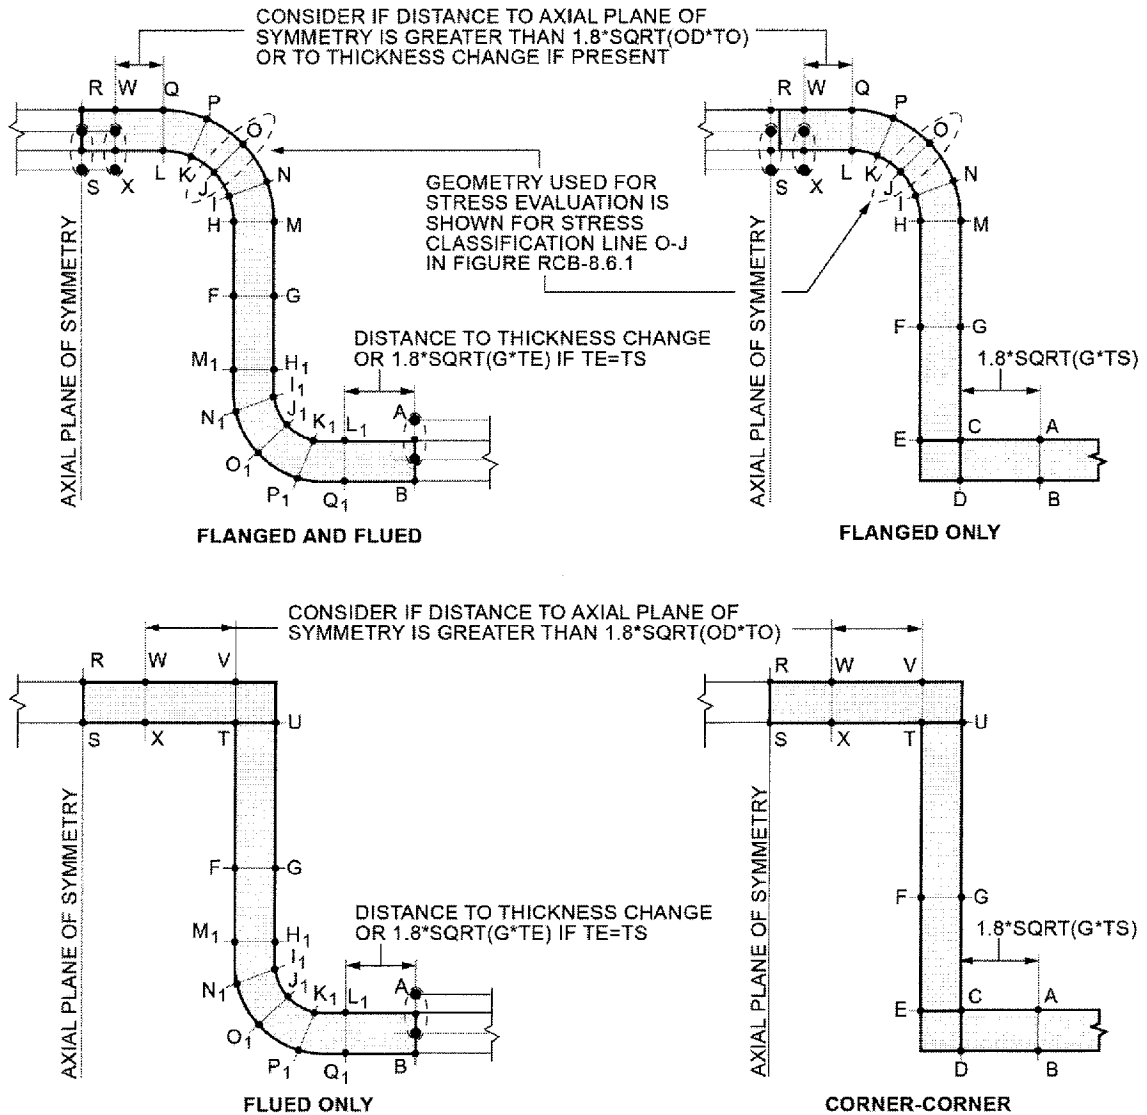 CONSIDER IF DISTANCE TO AXIAL PLANE OF
SYMMETRY IS GREATER THAN 1.8*SQRT(OD*TO)
OR TO THICKNESS CHANGE IF PRESENT
R W Q
P
O
N
S X L K J I
H M
F G
M1 H1
I1
N1 J1
K1 L1 A
O1
P1 Q1 B
AXIAL PLANE OF SYMMETRY
GEOMETRY USED FOR
STRESS EVALUATION IS
SHOWN FOR STRESS
CLASSIFICATION LINE O-J
IN FIGURE RCB-8.6.1
DISTANCE TO THICKNESS CHANGE
OR 1.8*SQRT(G*TE) IF TE=TS
FLANGED AND FLUED
R W Q
P
O
N
S X L K J I
H M
F G
1.8*SQRT(G*TS)
E C A
D B
AXIAL PLANE OF SYMMETRY
FLANGED ONLY
CONSIDER IF DISTANCE TO AXIAL PLANE OF
SYMMETRY IS GREATER THAN 1.8*SQRT(OD*TO)
R W V
U
S X T
F G
M1 H1
I1
N1 J1
K1 L1 A
O1
P1 Q1 B
AXIAL PLANE OF SYMMETRY
DISTANCE TO THICKNESS CHANGE
OR 1.8*SQRT(G*TE) IF TE=TS
FLUED ONLY
R W V
U
S X T
F G
1.8*SQRT(G*TS)
E C A
D B
AXIAL PLANE OF SYMMETRY
CORNER-CORNER